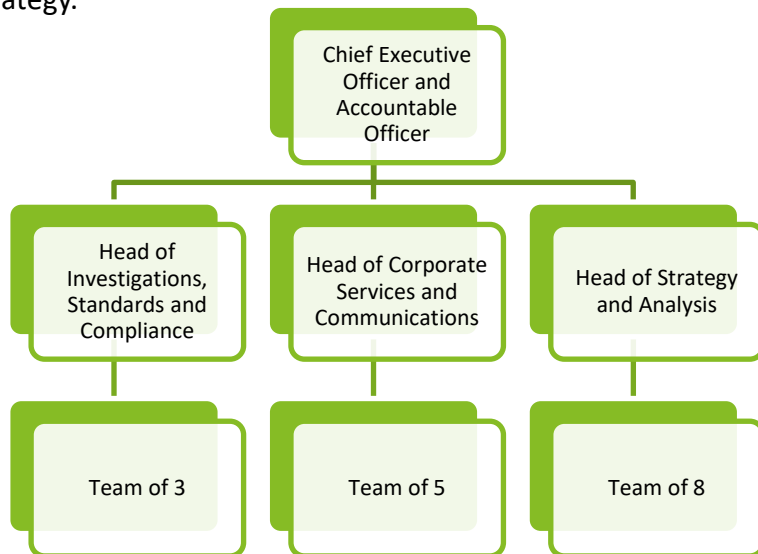 ategy.
Chief Executive
Officer and
Accountable
Officer
Head of
Investigations,
Standards and
Compliance
Head of Corporate
Services and
Communications
Head of Strategy
and Analysis
Team of 3
Team of 5
Team of 8